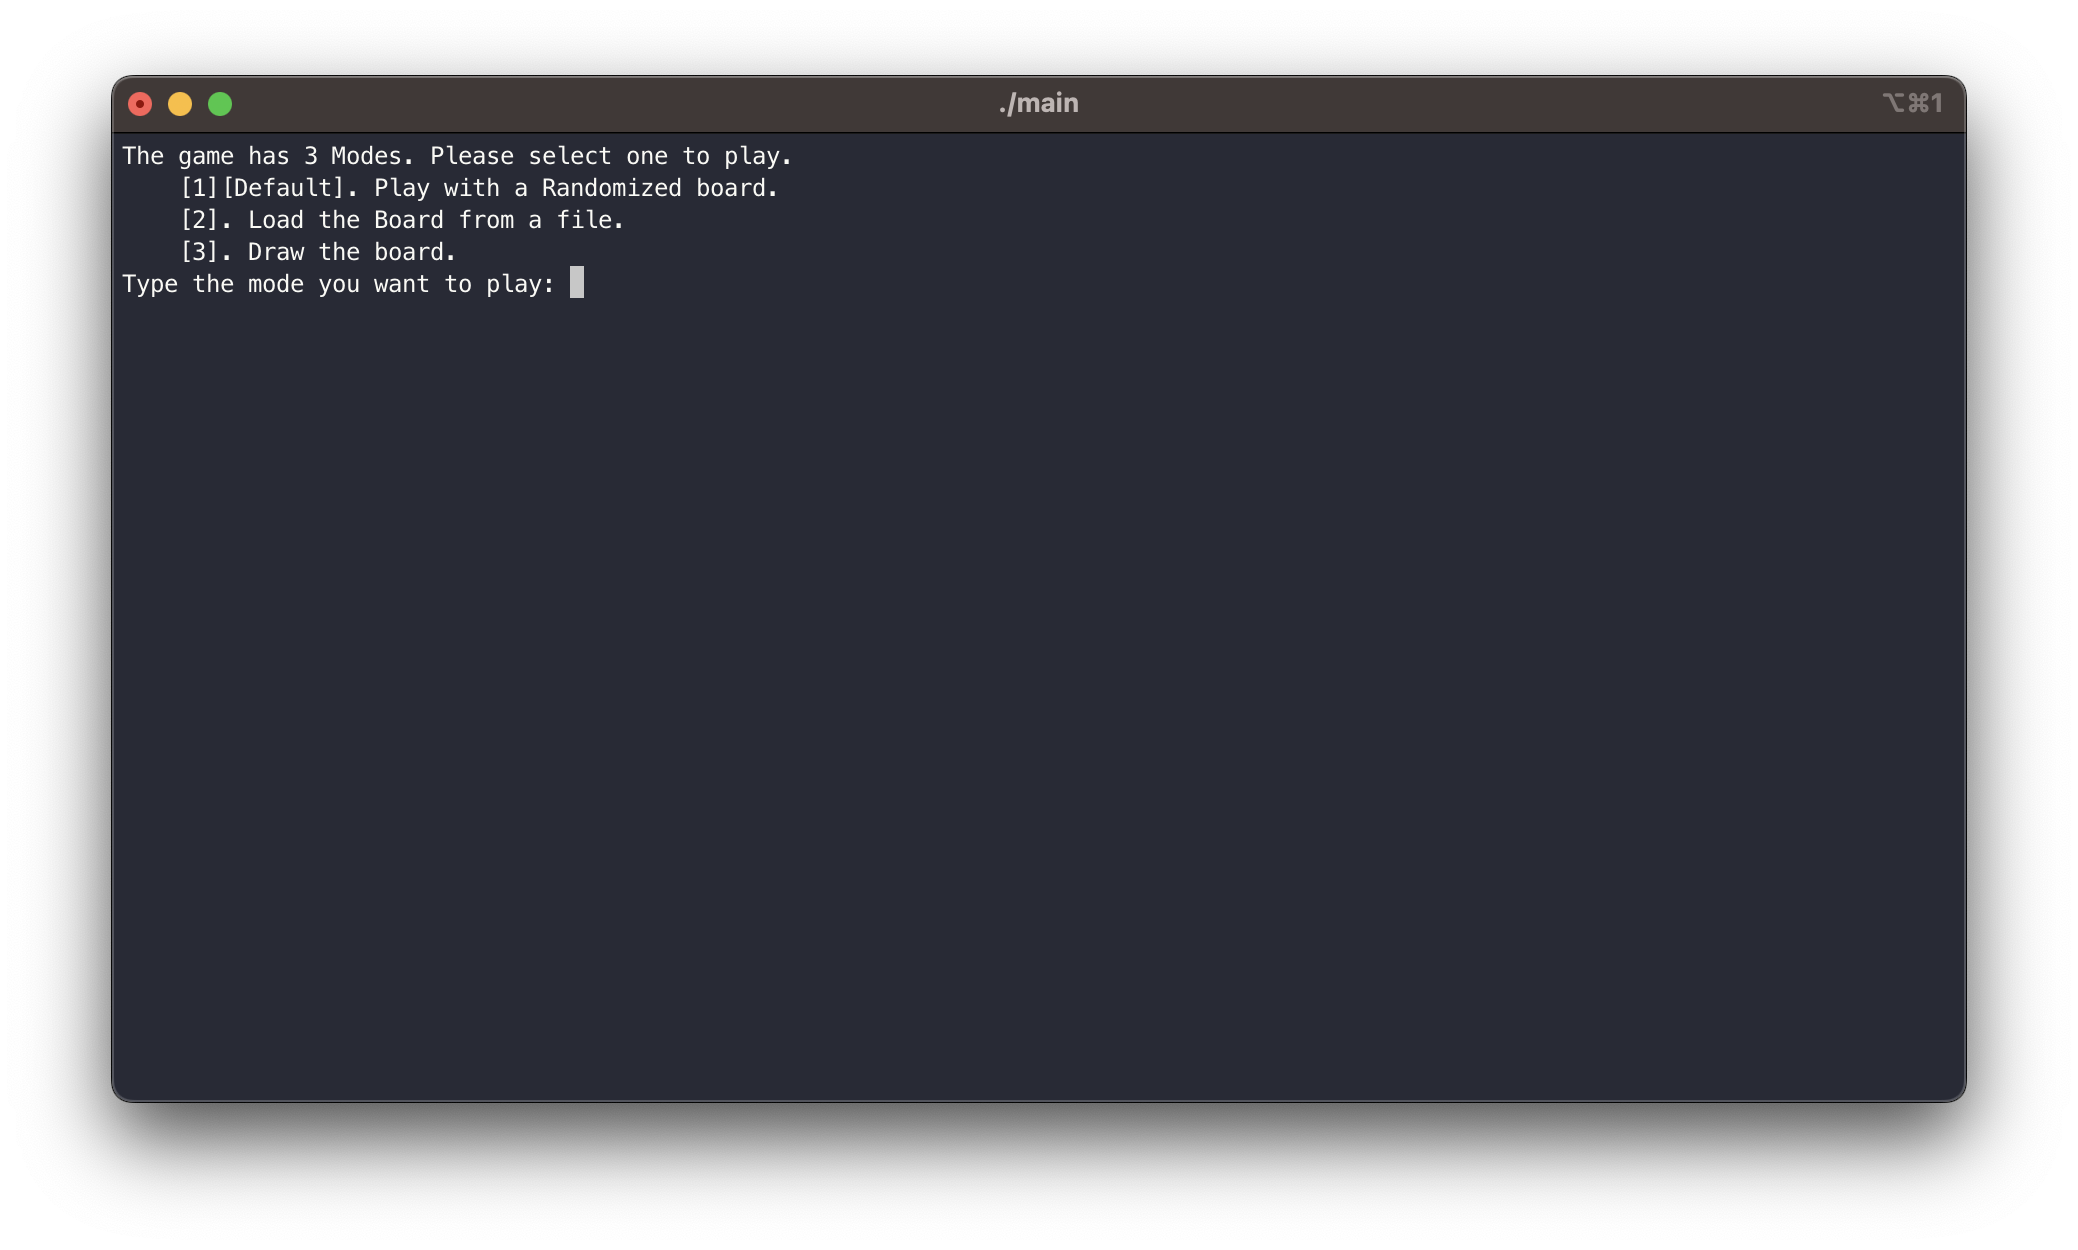 ./main
⌥⌘1
The game has 3 Modes. Please select one to play.
[1][Default]. Play with a Randomized board.
[2]. Load the Board from a file.
[3]. Draw the board.
Type the mode you want to play: